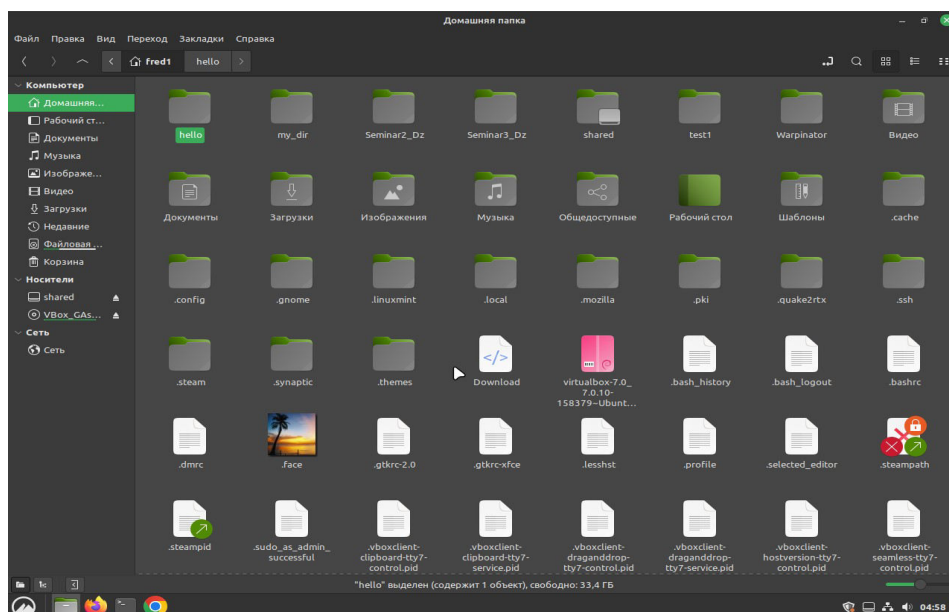 Домашняя папка
Файл Правка Вид Переход Закладки Справка
fred1 hello
Компьютер
Домашняя...
Рабочий ст...
Документы
Музыка
Изображе...
Видео
Загрузки
Недавние
Файловая ...
Корзина
Носители
shared
VBox_GAs...
Сеть
Сеть
hello my_dir Seminar2_Dz Seminar3_Dz shared test1 Warpinator Видео
Документы Загрузки Изображения Музыка Общедоступные Рабочий стол Шаблоны .cache
.config .gnome .linuxmint .local .mozilla .pki .quake2rtx .ssh
.steam .synaptic .themes Download virtualbox-7.0_ .bash_history .bash_logout .bashrc
7.0.10-
158379~Ubunt...
.dmrc .face .gtkrc-2.0 .gtkrc-xfce .lesshst .profile .selected_editor .steampath
.steampid .sudo_as_admin_ .vboxclient- .vboxclient- .vboxclient- .vboxclient- .vboxclient- .vboxclient-
successful clipboard-tty7- clipboard-tty7- draganddrop- draganddrop- hostversion-tty7- seamless-tty7-
control.pid service.pid tty7-control.pid tty7-service.pid control.pid control.pid
"hello" выделен (содержит 1 объект), свободно: 33,4 ГБ
04:58